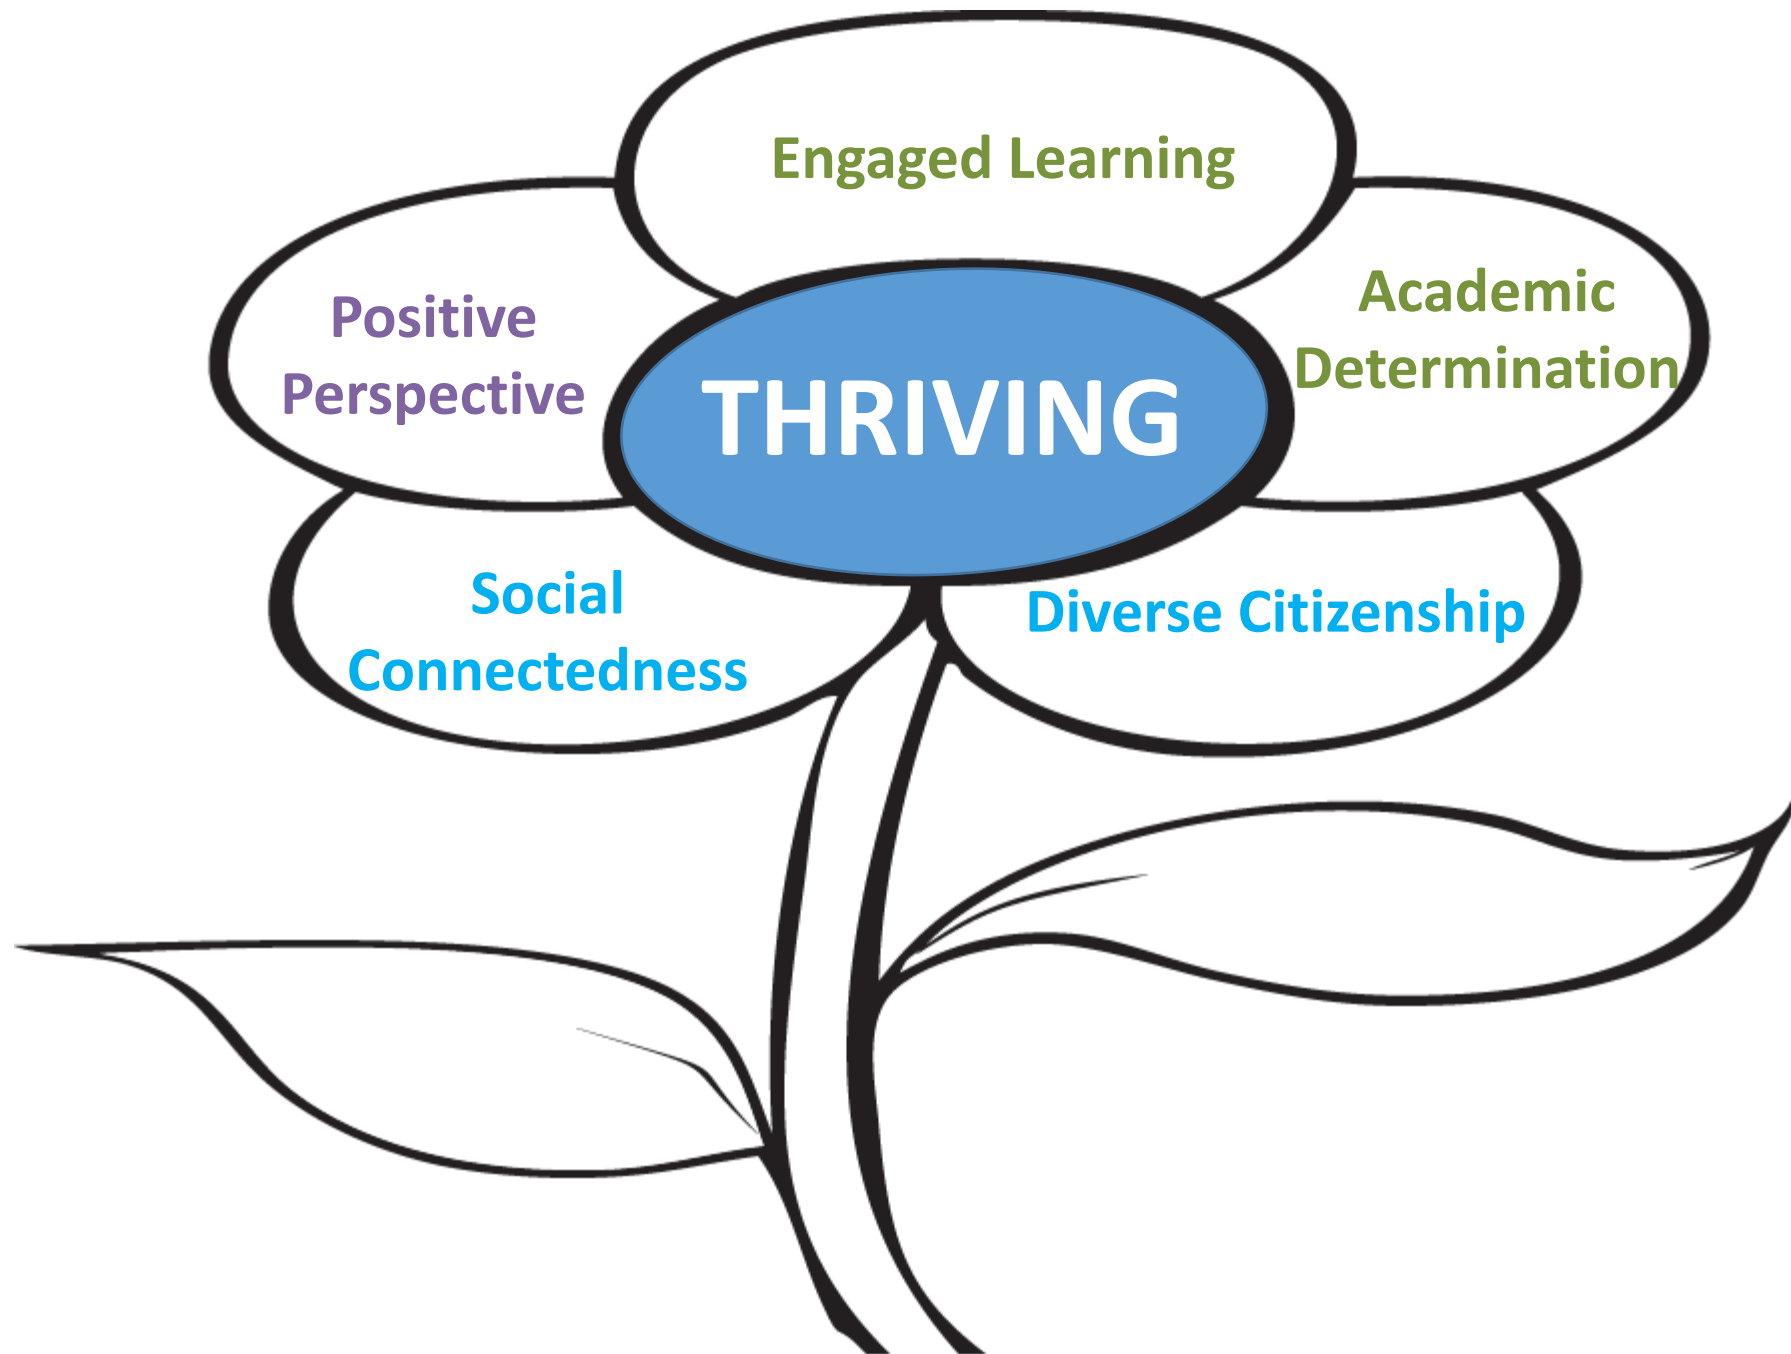 Engaged Learning
Academic
Determination
Positive
Perspective
THRIVING
Social
Connectedness
Diverse Citizenship